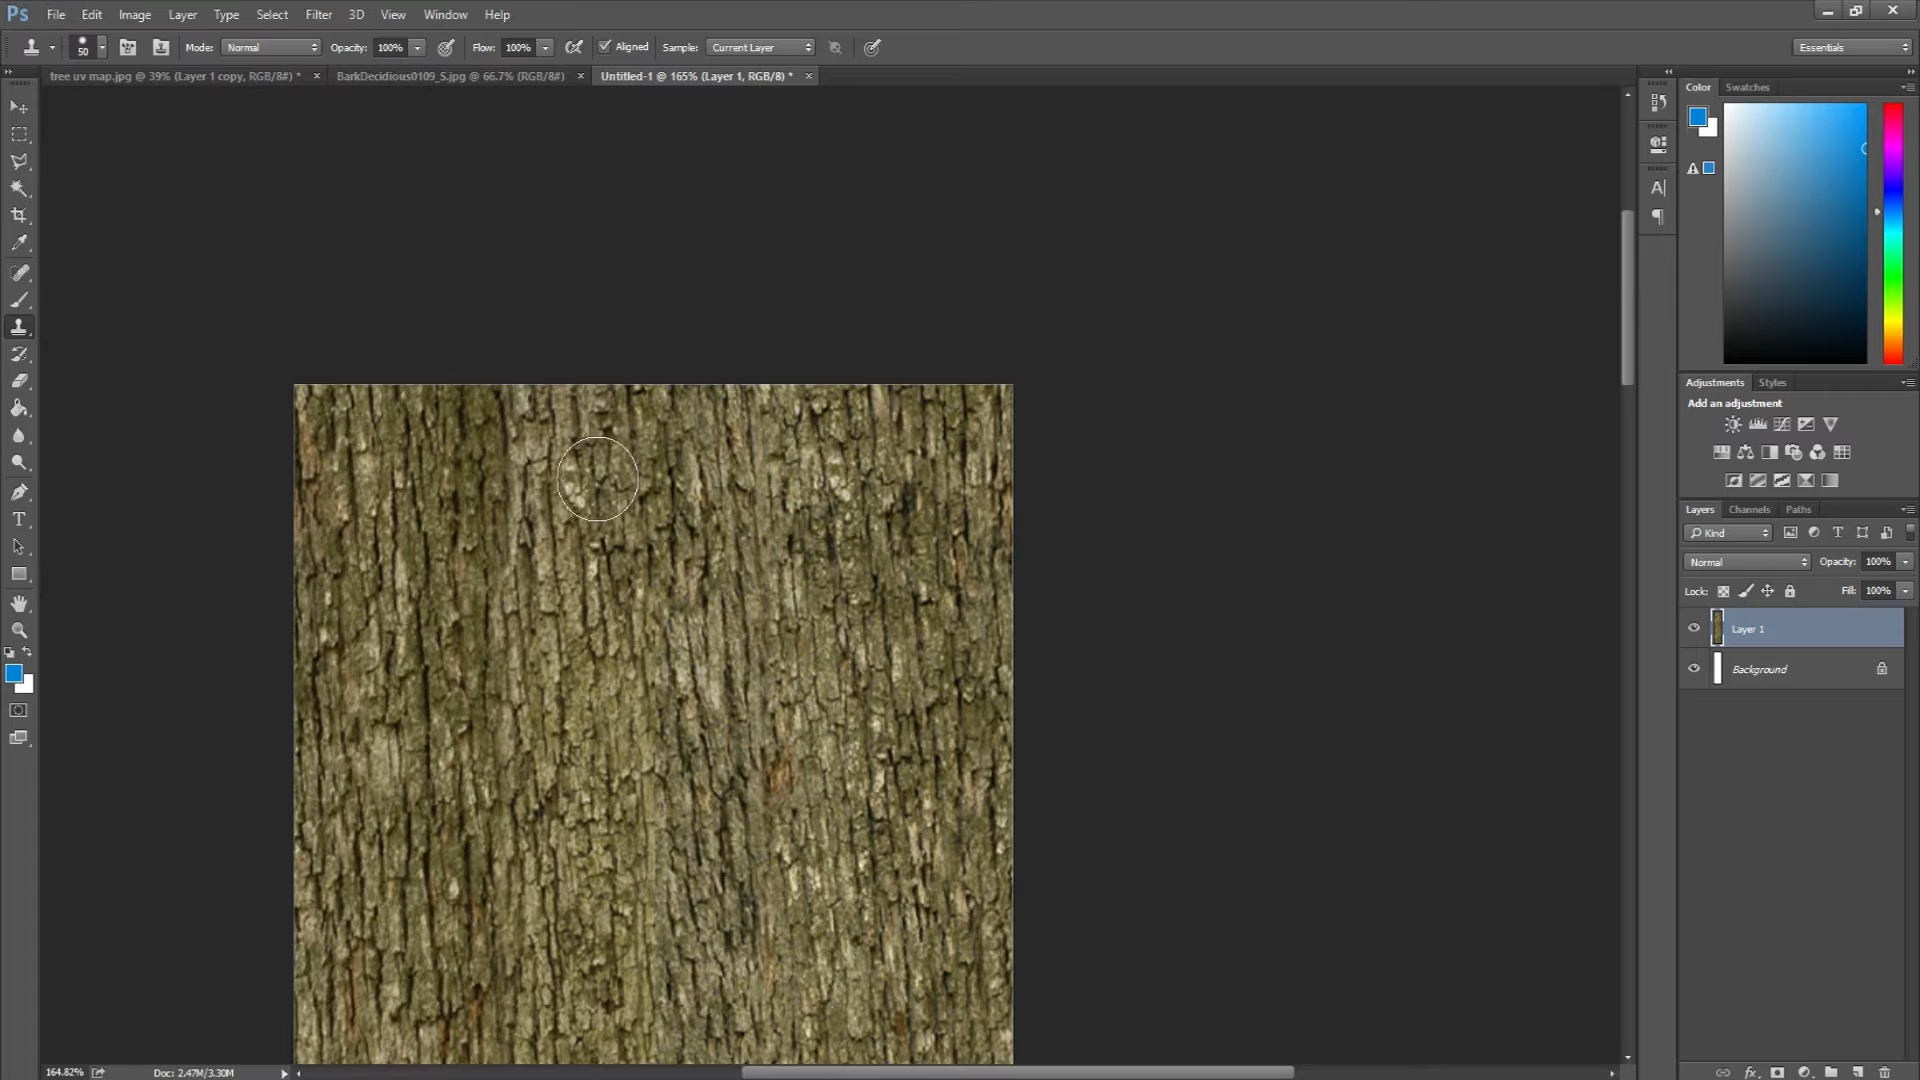 Ps File Edit Image Layer Type Select Filter 3D View Window Help
50 Mode: Normal Opacity: 100% Flow: 100% Aligned Sample: Current Layer Essentials
tree uv map.jpg @ 39% (Layer 1 copy, RGB/8#) * × BarkDecidious0109_S.jpg @ 66.7% (RGB/8#) × Untitled-1 @ 165% (Layer 1, RGB/8) * ×
Color Swatches
A
T
Adjustments Styles
Add an adjustment
Layers Channels Paths
Kind T
Normal Opacity: 100%
Lock: Fill: 100%
Layer 1
Background
164.82% Doc: 2.47M/3.30M
fx